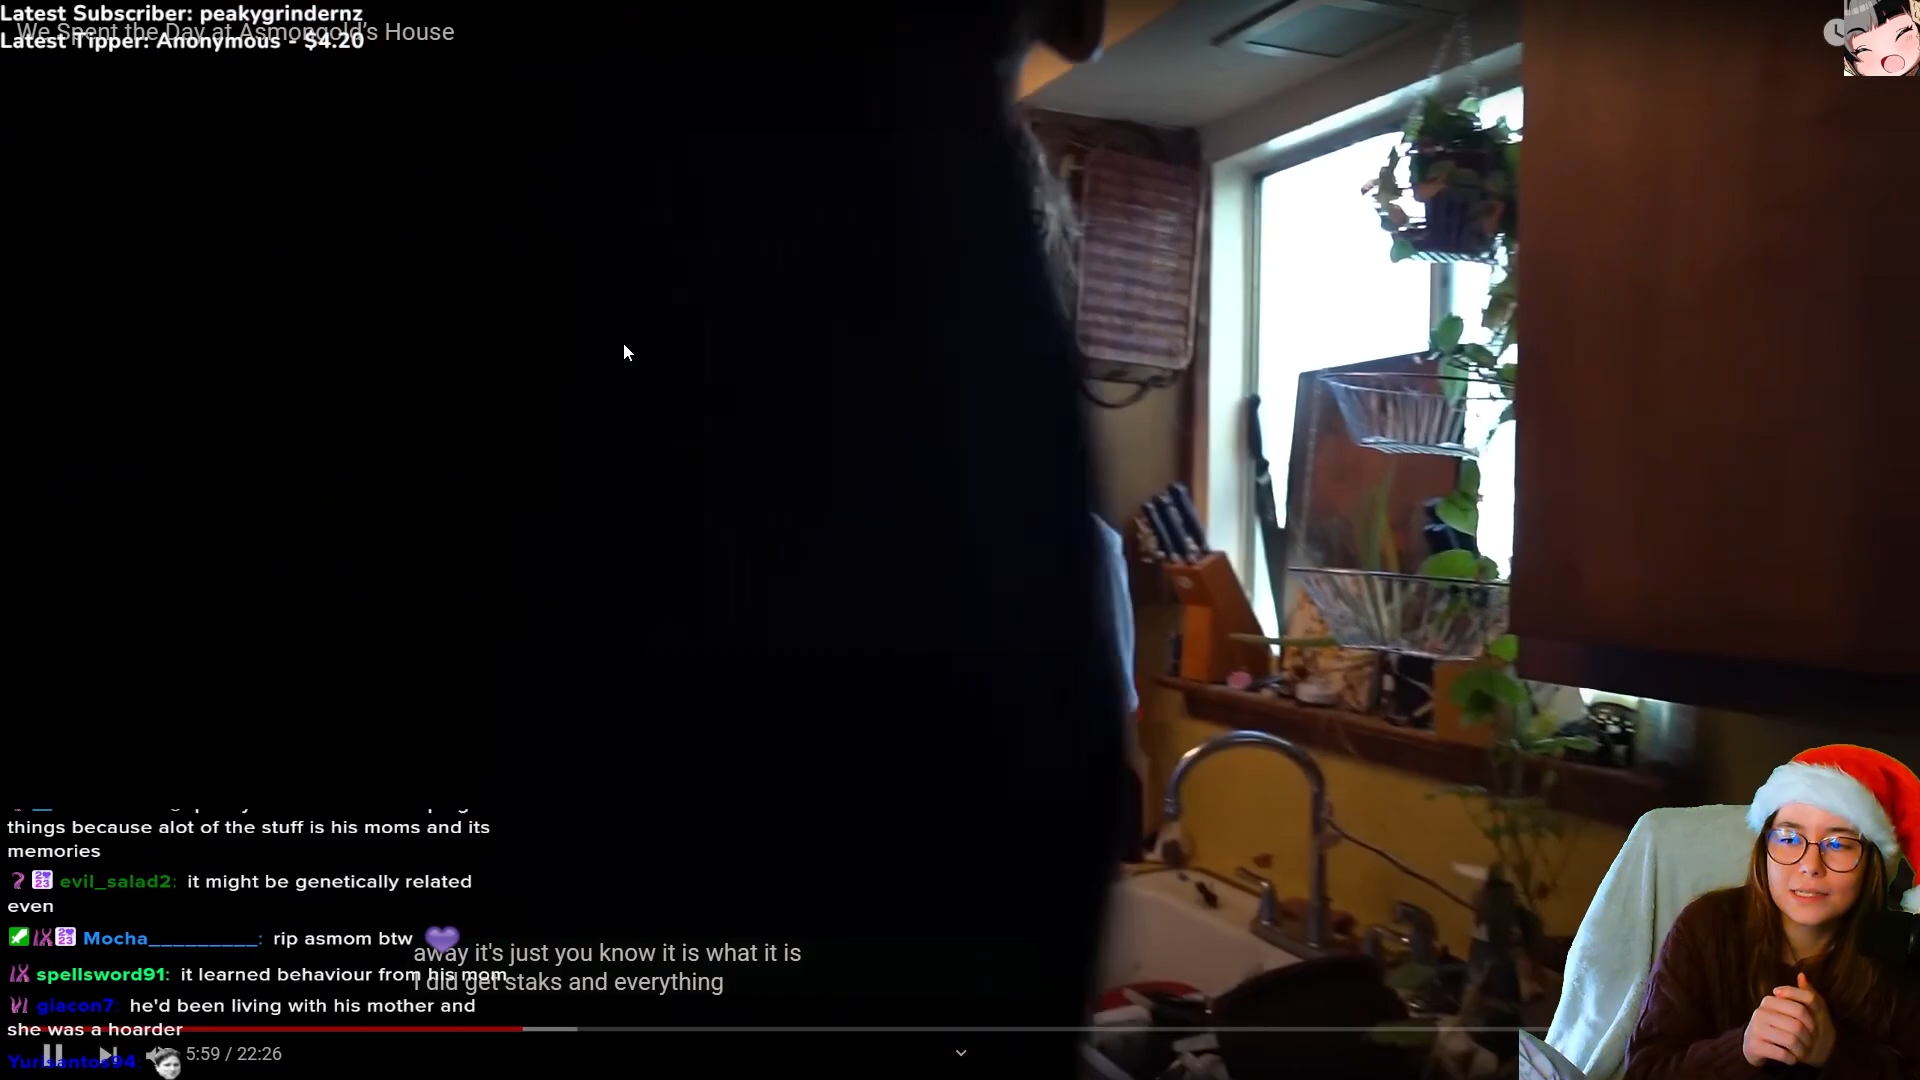 Latest Subscriber: peakygrindernz
We Spent the Day at Asmongold's House
Latest Tipper: Anonymous - $4.20
things because alot of the stuff is his moms and its
memories
evil_salad2: it might be genetically related
even
Mocha_________: rip asmom btw
away it's just you know it is what it is
spellsword91: it learned behaviour from his mom
I did get staks and everything
giacon7: he'd been living with his mother and
she was a hoarder
5:59 / 22:26
Yurisantos94: